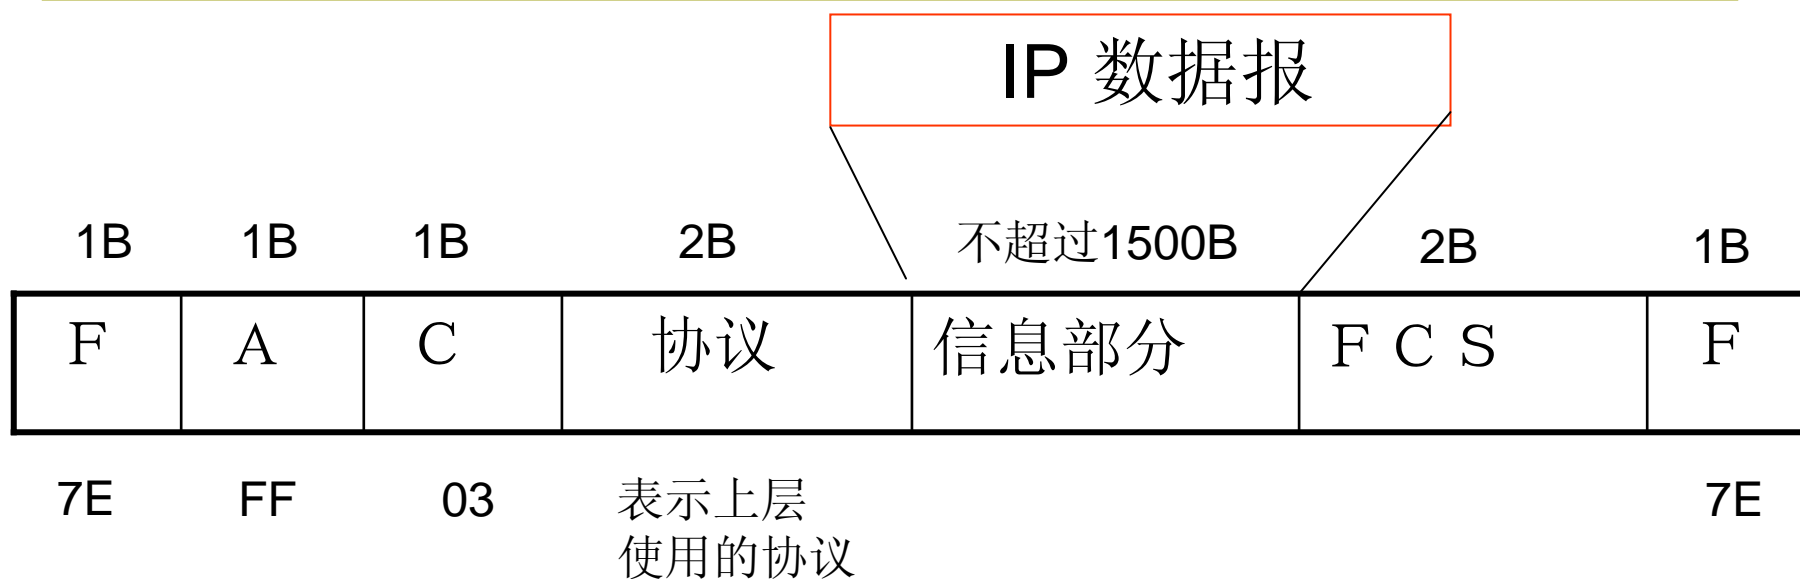 IP 数据报
1B 1B 1B 2B 不超过1500B 2B 1B
F A C 协议 信息部分 F C S F
7E FF 03 表示上层 7E
使用的协议